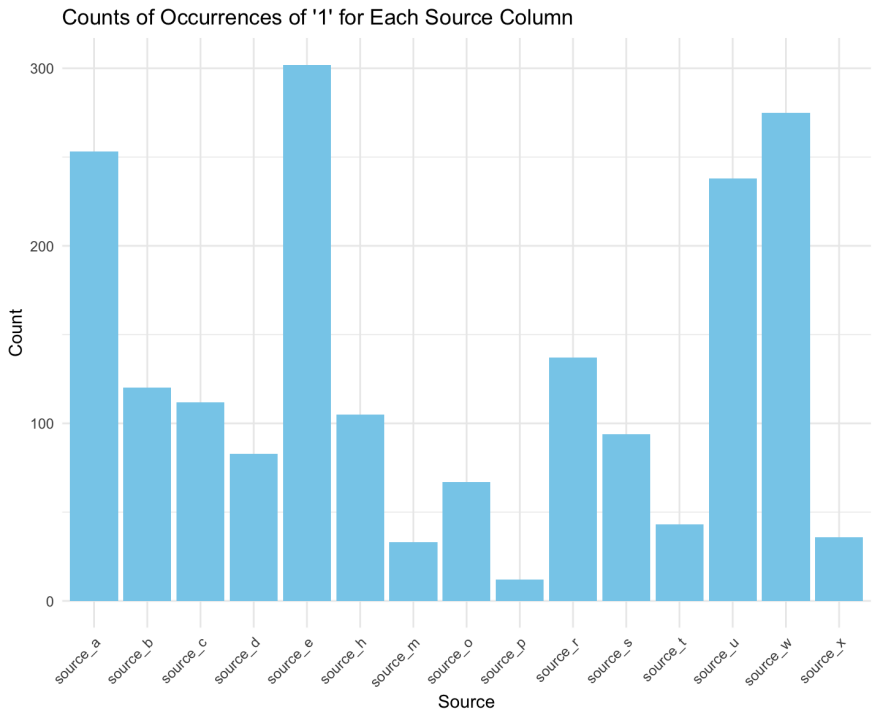 Counts of Occurrences of '1' for Each Source Column
300
200
100
0
Count
source_a
source_b
source_c
source_d
source_e
source_h
source_m
source_o
source_p
source_r
source_s
source_t
source_u
source_w
source_x
Source